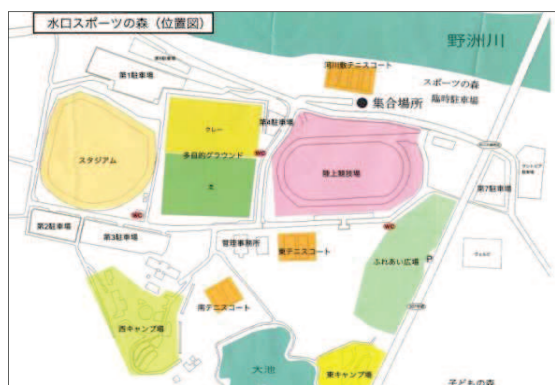 水口スポーツの森（位置図）
野洲川
第1駐車場
河川敷テニスコート
スポーツの森
臨時駐車場
集合場所
クレー
第4駐車場
多目的グラウンド
芝
WC
スタジアム
陸上競技場
第7駐車場
WC
WC
第2駐車場
第3駐車場
管理事務所
東テニスコート
ふれあい広場
P
南テニスコート
西キャンプ場
大池
東キャンプ場
子どもの森